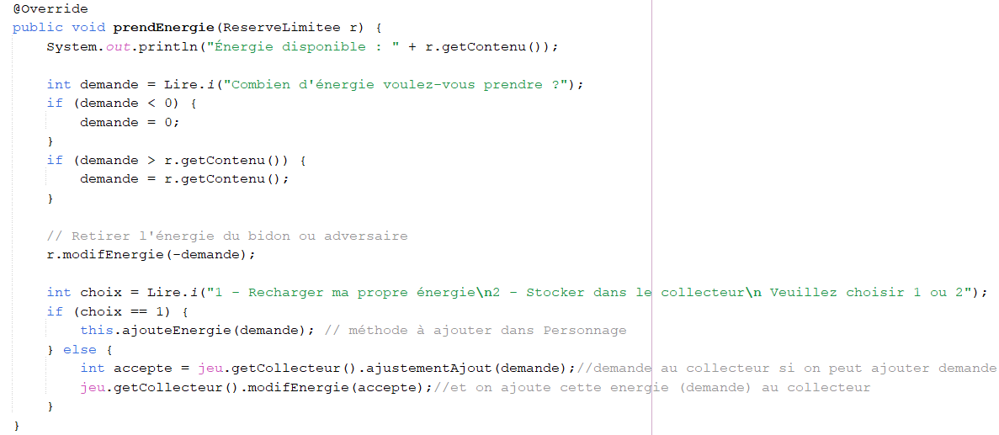 @Override
public void prendEnergie(ReserveLimitee r) {
    System.out.println("Énergie disponible : " + r.getContenu());

    int demande = Lire.i("Combien d'énergie voulez-vous prendre ?");
    if (demande < 0) {
        demande = 0;
    }
    if (demande > r.getContenu()) {
        demande = r.getContenu();
    }

    // Retirer l'énergie du bidon ou adversaire
    r.modifEnergie(-demande);

    int choix = Lire.i("1 - Recharger ma propre énergie\n2 - Stocker dans le collecteur\n Veuillez choisir 1 ou 2");
    if (choix == 1) {
        this.ajouteEnergie(demande); // méthode à ajouter dans Personnage
    } else {
        int accepte = jeu.getCollecteur().ajustementAjout(demande);//demande au collecteur si on peut ajouter demande
        jeu.getCollecteur().modifEnergie(accepte);//et on ajoute cette energie (demande) au collecteur
    }
}